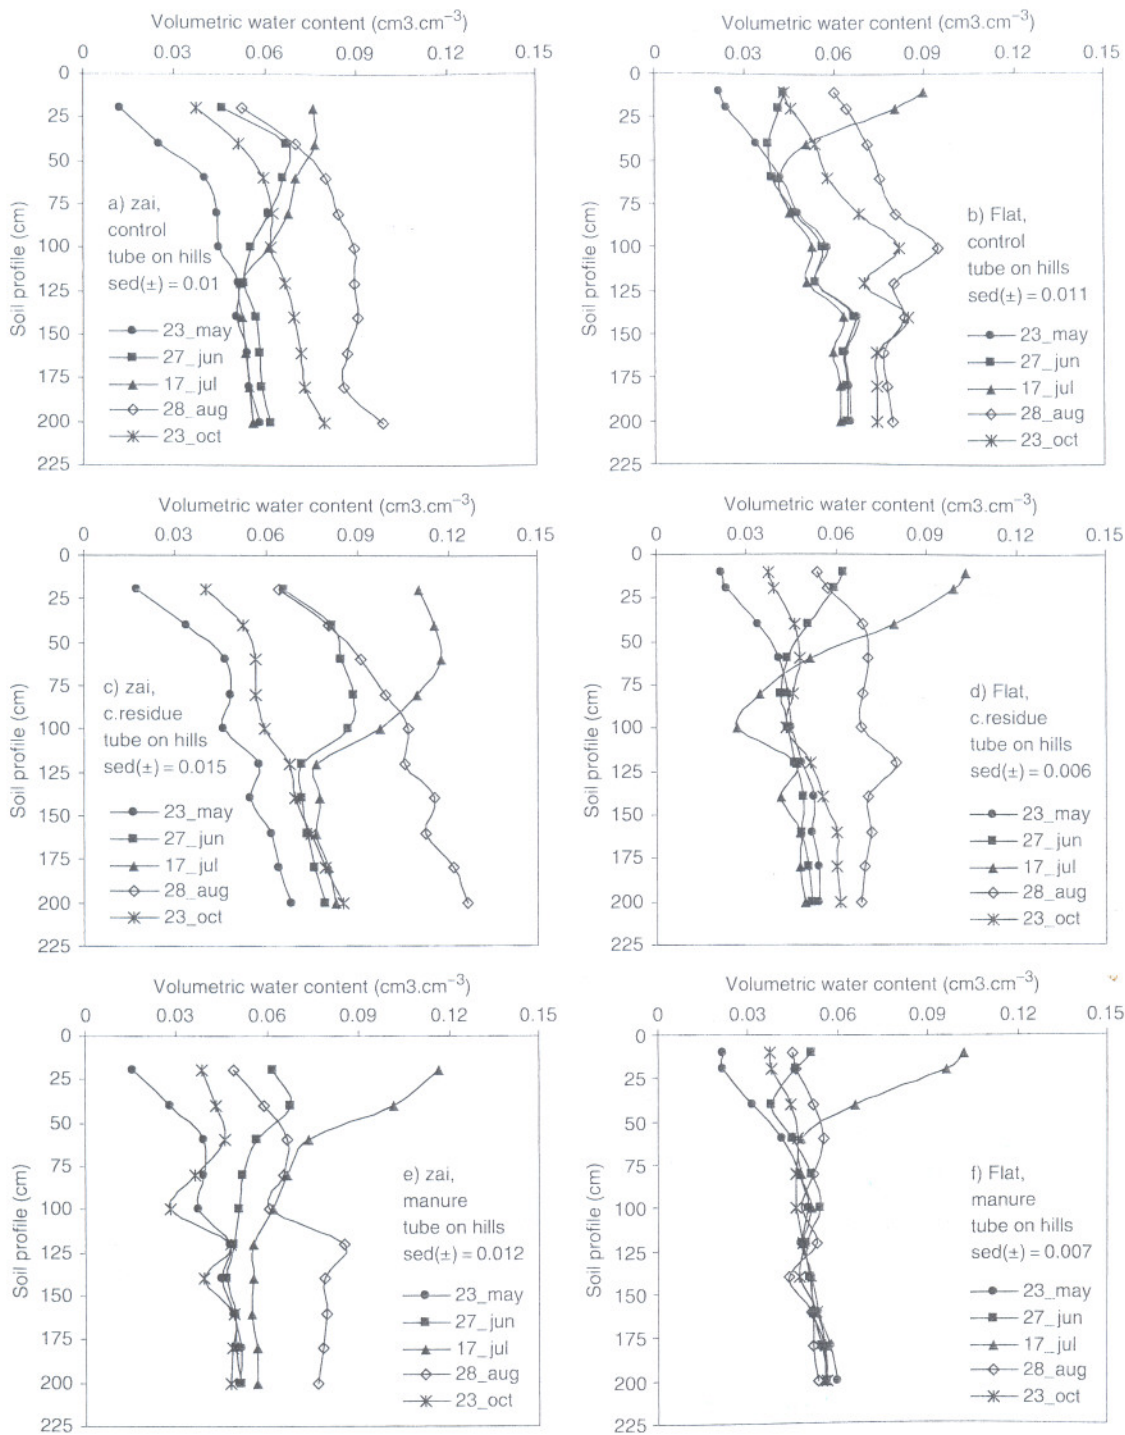 Volumetric water content (cm3.cm⁻³)
0 0.03 0.06 0.09 0.12 0.15
0
25
50
75
100
125
150
175
200
225
Soil profile (cm)
a) zai,
control
tube on hills
sed(±) = 0.01
23_may
27_jun
17_jul
28_aug
23_oct
Volumetric water content (cm3.cm⁻³)
0 0.03 0.06 0.09 0.12 0.15
0
25
50
75
100
125
150
175
200
225
Soil profile (cm)
b) Flat,
control
tube on hills
sed(±) = 0.011
23_may
27_jun
17_jul
28_aug
23_oct
Volumetric water content (cm3.cm⁻³)
0 0.03 0.06 0.09 0.12 0.15
0
25
50
75
100
125
150
175
200
225
Soil profile (cm)
c) zai,
c.residue
tube on hills
sed(±) = 0.015
23_may
27_jun
17_jul
28_aug
23_oct
Volumetric water content (cm3.cm⁻³)
0 0.03 0.06 0.09 0.12 0.15
0
25
50
75
100
125
150
175
200
225
Soil profile (cm)
d) Flat,
c.residue
tube on hills
sed(±) = 0.006
23_may
27_jun
17_jul
28_aug
23_oct
Volumetric water content (cm3.cm⁻³)
0 0.03 0.06 0.09 0.12 0.15
0
25
50
75
100
125
150
175
200
225
Soil profile (cm)
e) zai,
manure
tube on hills
sed(±) = 0.012
23_may
27_jun
17_jul
28_aug
23_oct
Volumetric water content (cm3.cm⁻³)
0 0.03 0.06 0.09 0.12 0.15
0
25
50
75
100
125
150
175
200
225
Soil profile (cm)
f) Flat,
manure
tube on hills
sed(±) = 0.007
23_may
27_jun
17_jul
28_aug
23_oct